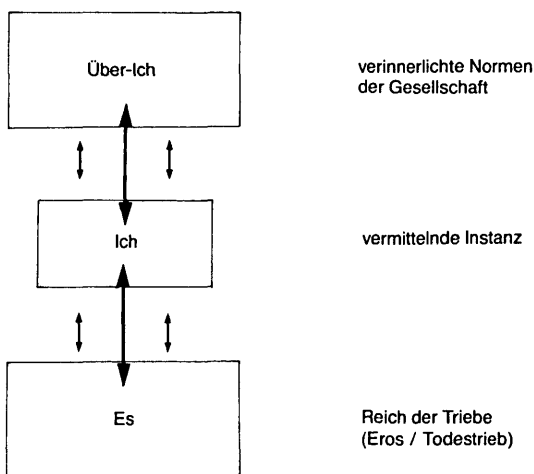 Über-Ich
verinnerlichte Normen
der Gesellschaft
Ich
vermittelnde Instanz
Es
Reich der Triebe
(Eros / Todestrieb)